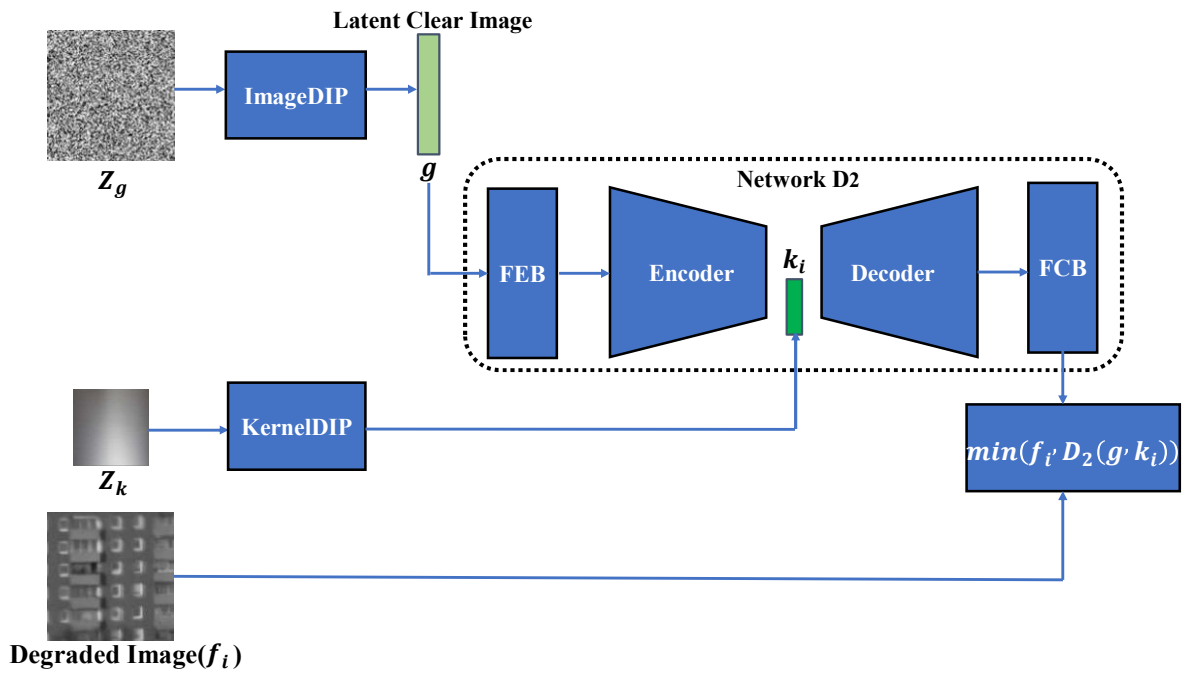 Latent Clear Image
ImageDIP
Z_g
g
Network D2
FEB
Encoder
k_i
Decoder
FCB
KernelDIP
Z_k
min(f_i, D_2(g, k_i))
Degraded Image(f_i)